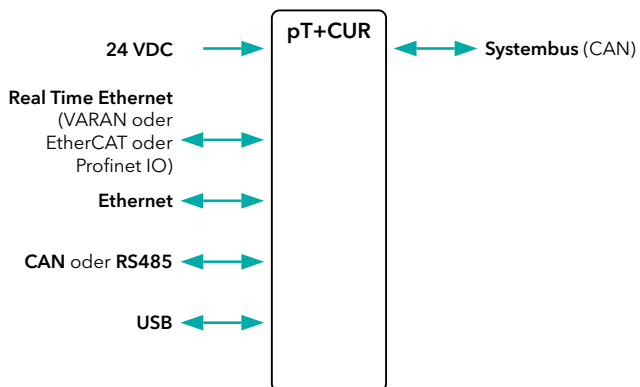 pT+CUR
24 VDC
Systembus (CAN)
Real Time Ethernet
(VARAN oder
EtherCAT oder
Profinet IO)
Ethernet
CAN oder RS485
USB